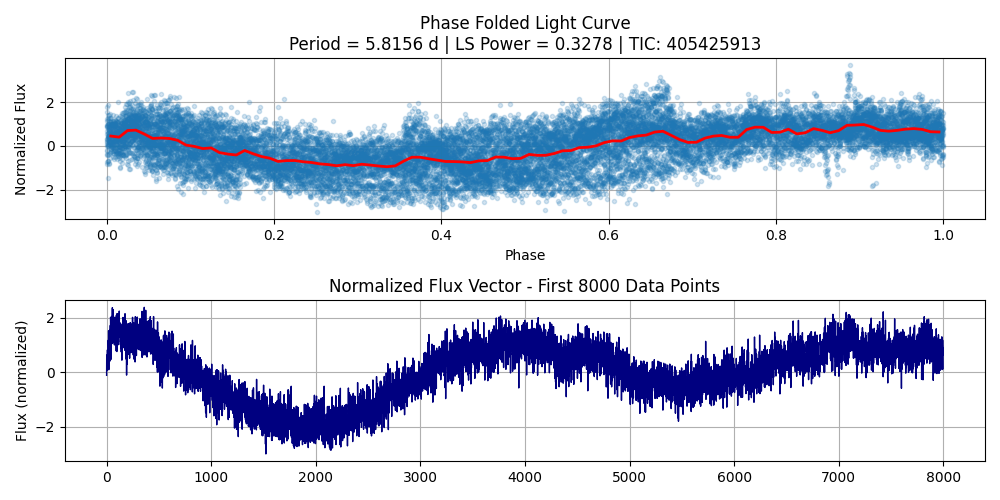 Phase Folded Light Curve
Period = 5.8156 d | LS Power = 0.3278 | TIC: 405425913
Normalized Flux
2
0
−2
0.0 0.2 0.4 0.6 0.8 1.0
Phase
Normalized Flux Vector - First 8000 Data Points
Flux (normalized)
2
0
−2
0 1000 2000 3000 4000 5000 6000 7000 8000